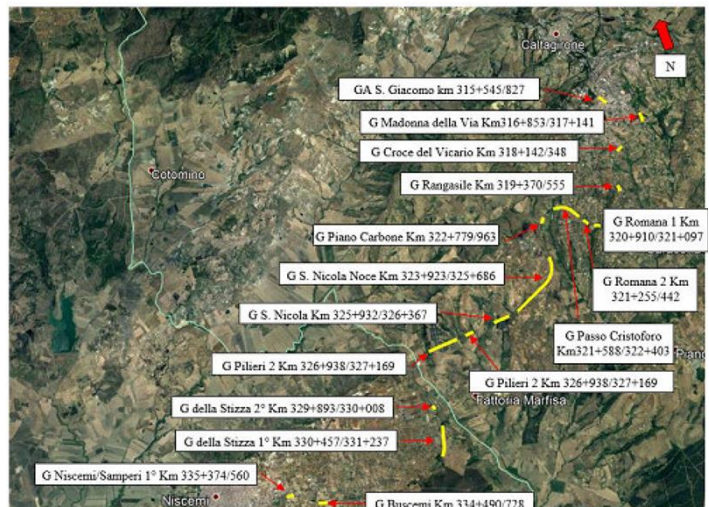 Caltagirone
N
GA S. Giacomo km 315+545/827
G Madonna della Via Km316+853/317+141
G Croce del Vicario Km 318+142/348
Cotomino
G Rangasile Km 319+370/555
G Romana 1 Km
320+910/321+097
G Piano Carbone Km 322+779/963
G S. Nicola Noce Km 323+923/325+686
G Romana 2 Km
321+255/442
G S. Nicola Km 325+932/326+367
G Passo Cristoforo
Km321+588/322+403
Piano
G Pilieri 2 Km 326+938/327+169
G Pilieri 2 Km 326+938/327+169
Fattoria Marfisa
G della Stizza 2° Km 329+893/330+008
G della Stizza 1° Km 330+457/331+237
G Niscemi/Samperi 1° Km 335+374/560
Niscemi
G Buscemi Km 334+490/728